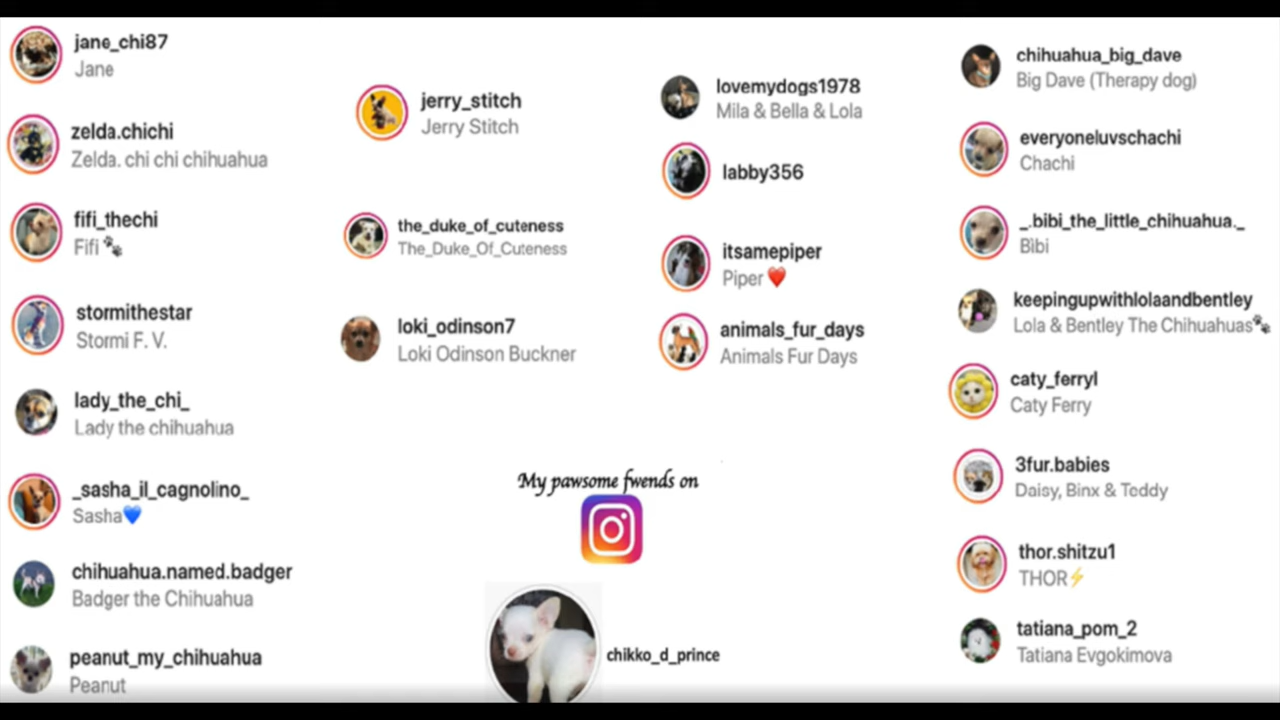 jane_chi87
Jane
zelda.chichi
Zelda. chi chi chihuahua
fifi_thechi
Fifi🐾
stormithestar
Stormi F. V.
lady_the_chi_
Lady the chihuahua
_sasha_il_cagnolino_
Sasha💙
chihuahua.named.badger
Badger the Chihuahua
peanut_my_chihuahua
Peanut
jerry_stitch
Jerry Stitch
the_duke_of_cuteness
The_Duke_Of_Cuteness
loki_odinson7
Loki Odinson Buckner
lovemydogs1978
Mila & Bella & Lola
labby356
itsamepiper
Piper ❤️
animals_fur_days
Animals Fur Days
My pawsome fwends on
chikko_d_prince
chihuahua_big_dave
Big Dave (Therapy dog)
everyoneluvschachi
Chachi
_.bibi_the_little_chihuahua._
Bibi
keepingupwithlolaandbentley
Lola & Bentley The Chihuahuas🐾
caty_ferryl
Caty Ferry
3fur.babies
Daisy, Binx & Teddy
thor.shitzu1
THOR⚡
tatiana_pom_2
Tatiana Evgokimova